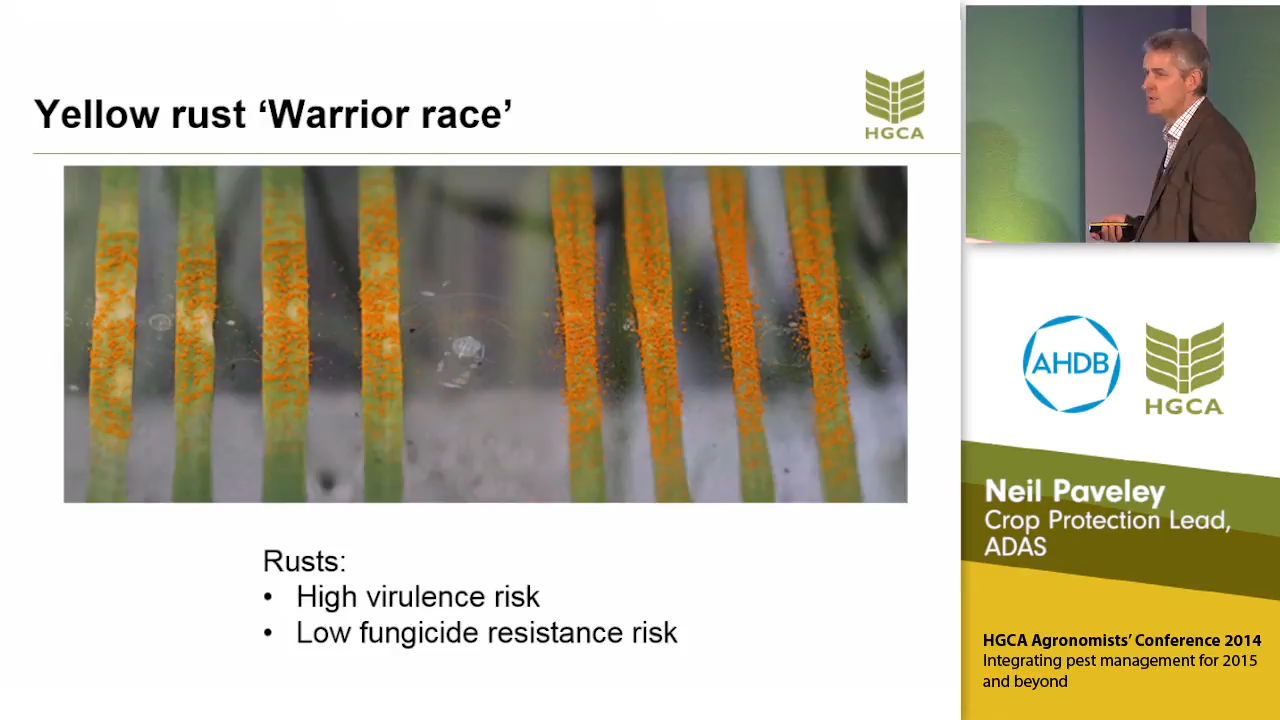 Yellow rust ‘Warrior race’
HGCA
Rusts:
• High virulence risk
• Low fungicide resistance risk
AHDB
HGCA
Neil Paveley
Crop Protection Lead,
ADAS
HGCA Agronomists’ Conference 2014
Integrating pest management for 2015
and beyond